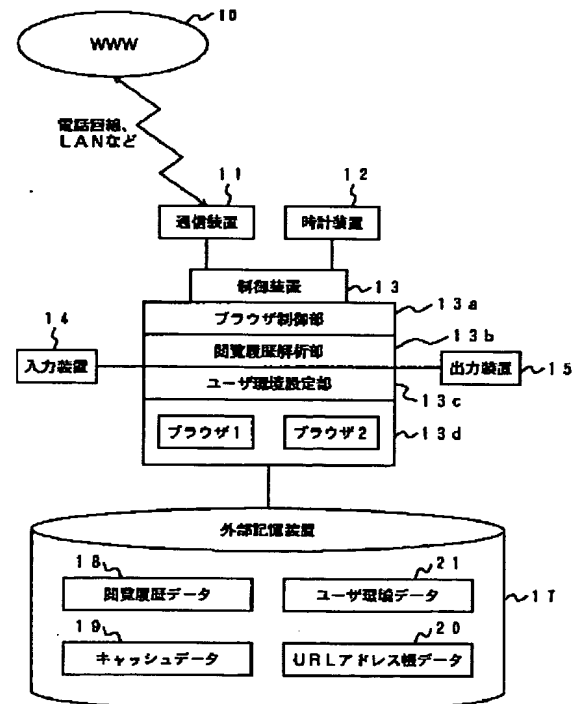 10
WWW
電話回線、
LANなど
11
12
通信装置
時計装置
制御装置
13
13a
ブラウザ制御部
14
13b
閲覧履歴解析部
入力装置
出力装置
15
ユーザ環境設定部
13c
ブラウザ1
ブラウザ2
13d
外部記憶装置
18
21
閲覧履歴データ
ユーザ環境データ
17
19
20
キャッシュデータ
URLアドレス帳データ